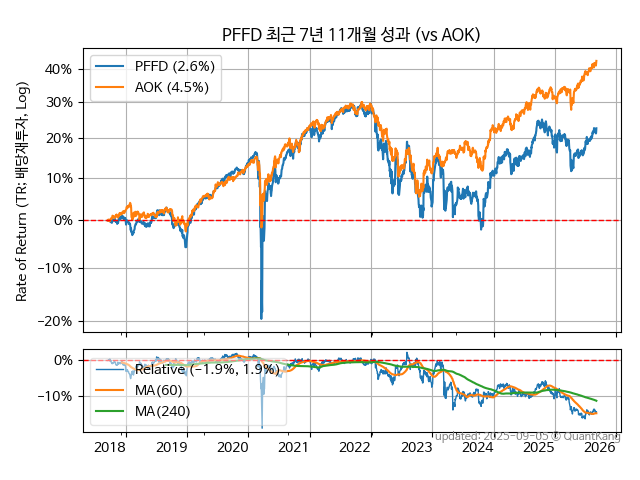 PFFD 최근 7년 11개월 성과 (vs AOK)
Rate of Return (TR: 배당재투자, Log)
PFFD (2.6%)
AOK (4.5%)
40%
30%
20%
10%
0%
−10%
−20%
0%
−10%
Relative (−1.9%, 1.9%)
MA(60)
MA(240)
2018 2019 2020 2021 2022 2023 2024 2025 2026
updated: 2025-09-05 © QuantKang